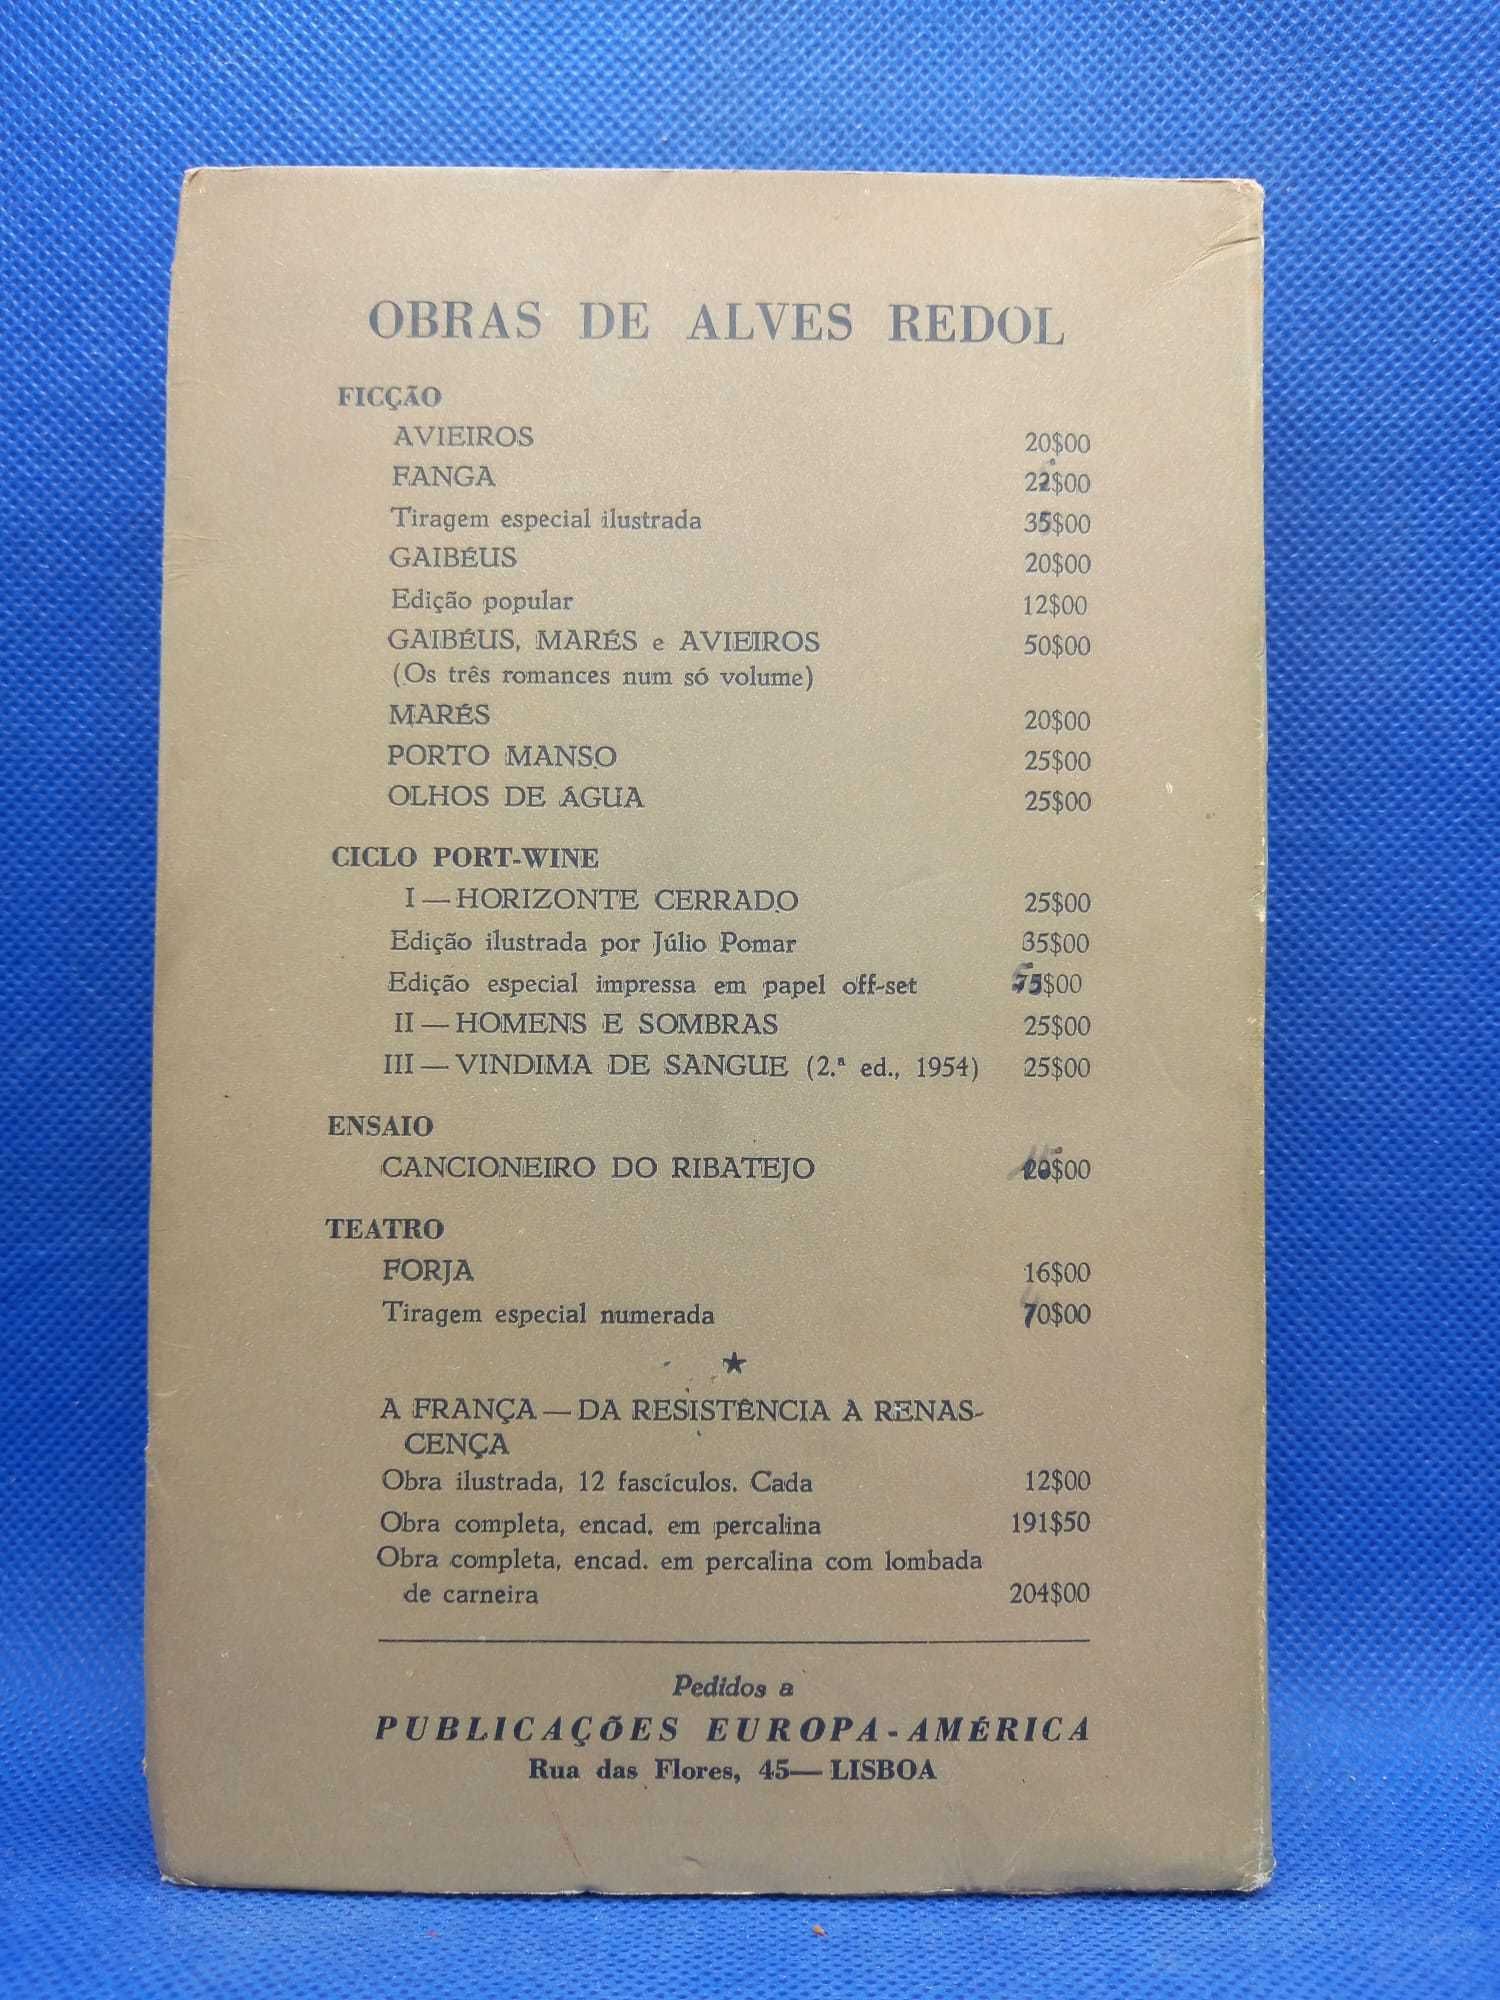 OBRAS DE ALVES REDOL
FICÇÃO
AVIEIROS 20$00
FANGA 22$00
Tiragem especial ilustrada 35$00
GAIBÉUS 20$00
Edição popular 12$00
GAIBÉUS, MARÉS e AVIEIROS 50$00
(Os três romances num só volume)
MARÉS 20$00
PORTO MANSO 25$00
OLHOS DE ÁGUA 25$00
CICLO PORT-WINE
I — HORIZONTE CERRADO 25$00
Edição ilustrada por Júlio Pomar 35$00
Edição especial impressa em papel off-set 75$00
II — HOMENS E SOMBRAS 25$00
III — VINDIMA DE SANGUE (2.ª ed., 1954) 25$00
ENSAIO
CANCIONEIRO DO RIBATEJO 20$00
TEATRO
FORJA 16$00
Tiragem especial numerada 70$00
★
A FRANÇA — DA RESISTÊNCIA À RENAS-
CENÇA
Obra ilustrada, 12 fascículos. Cada 12$00
Obra completa, encad. em percalina 191$50
Obra completa, encad. em percalina com lombada
de carneira 204$00
Pedidos a
PUBLICAÇÕES EUROPA-AMÉRICA
Rua das Flores, 45 — LISBOA